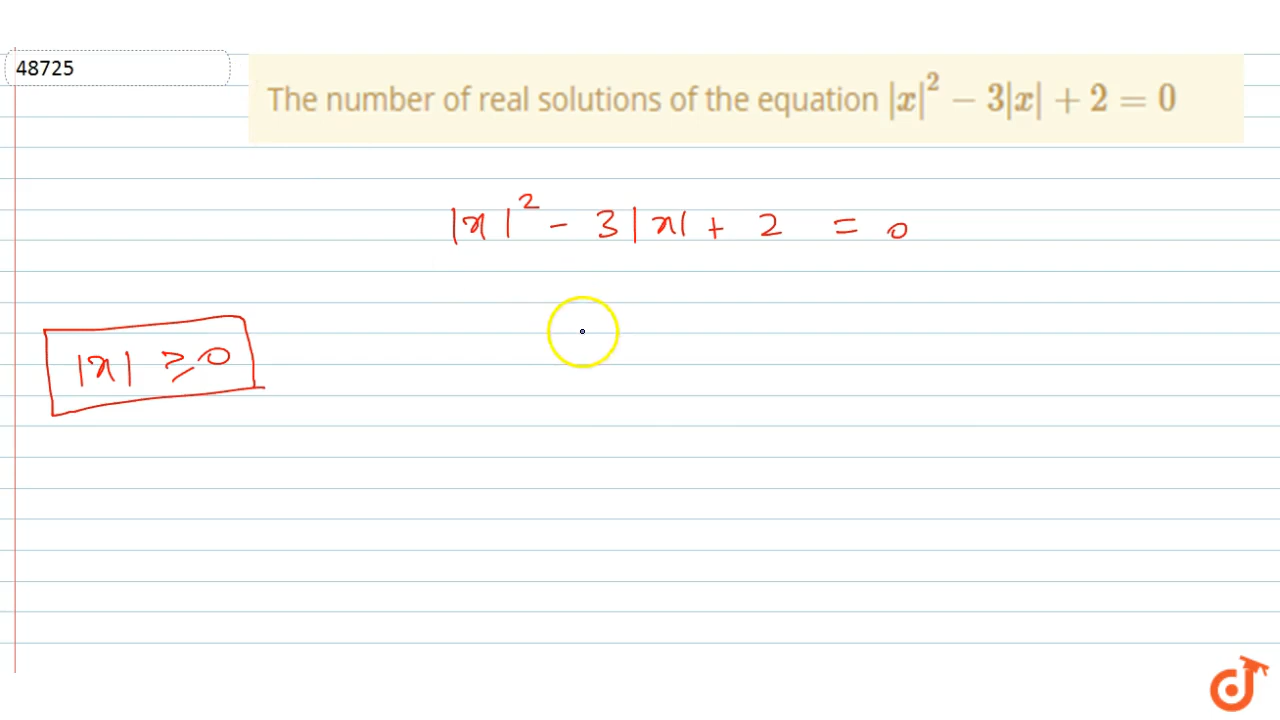 48725
The number of real solutions of the equation |x|² − 3|x| + 2 = 0
|x|² − 3|x| + 2 = 0
|x| ≥ 0